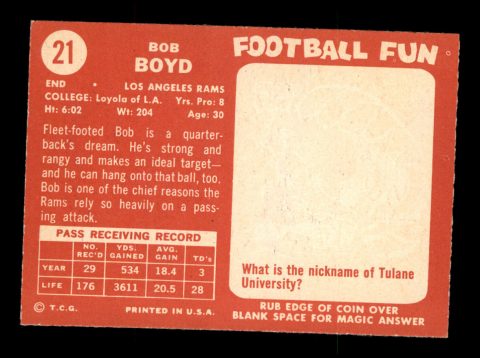 21
BOB
BOYD
END • LOS ANGELES RAMS
COLLEGE: Loyola of L.A. Yrs. Pro: 8
Ht: 6:02 Wt: 204 Age: 30
Fleet-footed Bob is a quarter-
back's dream. He's strong and
rangy and makes an ideal target—
and he can hang onto that ball, too.
Bob is one of the chief reasons the
Rams rely so heavily on a pass-
ing attack.
PASS RECEIVING RECORD
NO. REC'D YDS. GAINED AVG. GAIN TD's
YEAR 29 534 18.4 3
LIFE 176 3611 20.5 28
© T.C.G. PRINTED IN U.S.A.
FOOTBALL FUN
What is the nickname of Tulane
University?
RUB EDGE OF COIN OVER
BLANK SPACE FOR MAGIC ANSWER